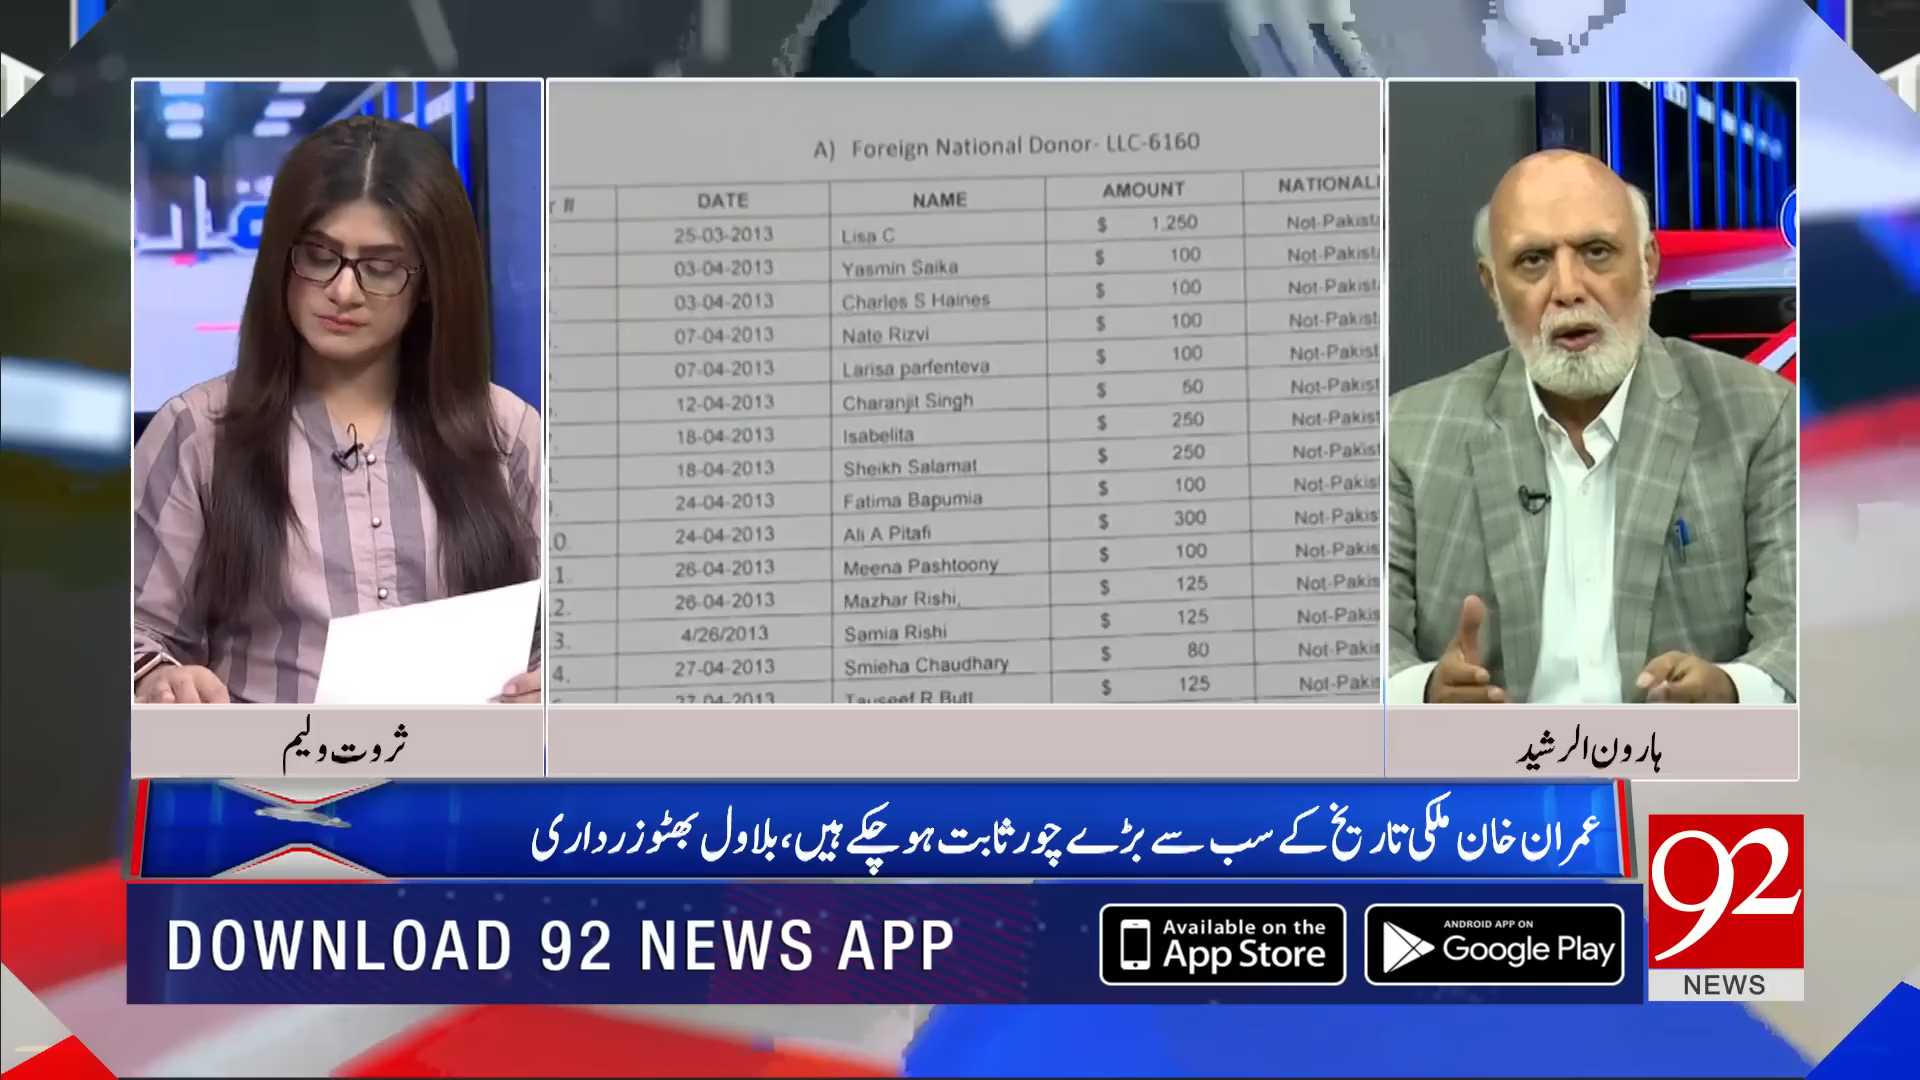 A) Foreign National Donor- LLC-6160
# DATE NAME AMOUNT
25-03-2013 Lisa C $ 1,250
03-04-2013 Yasmin Saika $ 100
03-04-2013 Charles S Haines $ 100
07-04-2013 Nate Rizvi $ 100
07-04-2013 Larisa parfenteva $ 100
12-04-2013 Charanjit Singh $ 50
18-04-2013 Isabelita $ 250
18-04-2013 Sheikh Salamat $ 250
24-04-2013 Fatima Bapumia $ 100
24-04-2013 Ali A Pitafi $ 300
26-04-2013 Meena Pashtoony $ 100
26-04-2013 Mazhar Rishi, $ 125
4/26/2013 Samia Rishi $ 125
27-04-2013 Smieha Chaudhary $ 80
27-04-2013 Tauseef R Butt $ 125
ثروت ولیم
ہارون الرشید
عمران خان ملکی تاریخ کے سب سے بڑے چور ثابت ہو چکے ہیں، بلاول بھٹو زرداری
DOWNLOAD 92 NEWS APP
Available on the
App Store
ANDROID APP ON
Google Play
92
NEWS